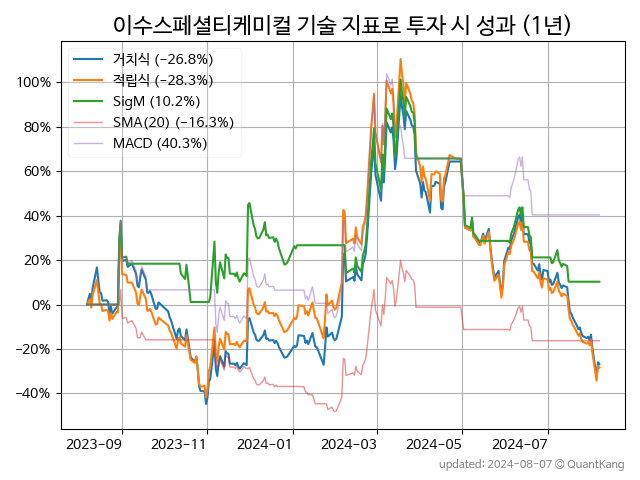 이수스페셜티케미컬 기술 지표로 투자 시 성과 (1년)
거치식 (-26.8%)
적립식 (-28.3%)
SigM (10.2%)
SMA(20) (-16.3%)
MACD (40.3%)
100%
80%
60%
40%
20%
0%
-20%
-40%
2023-09 2023-11 2024-01 2024-03 2024-05 2024-07
updated: 2024-08-07 © QuantKang